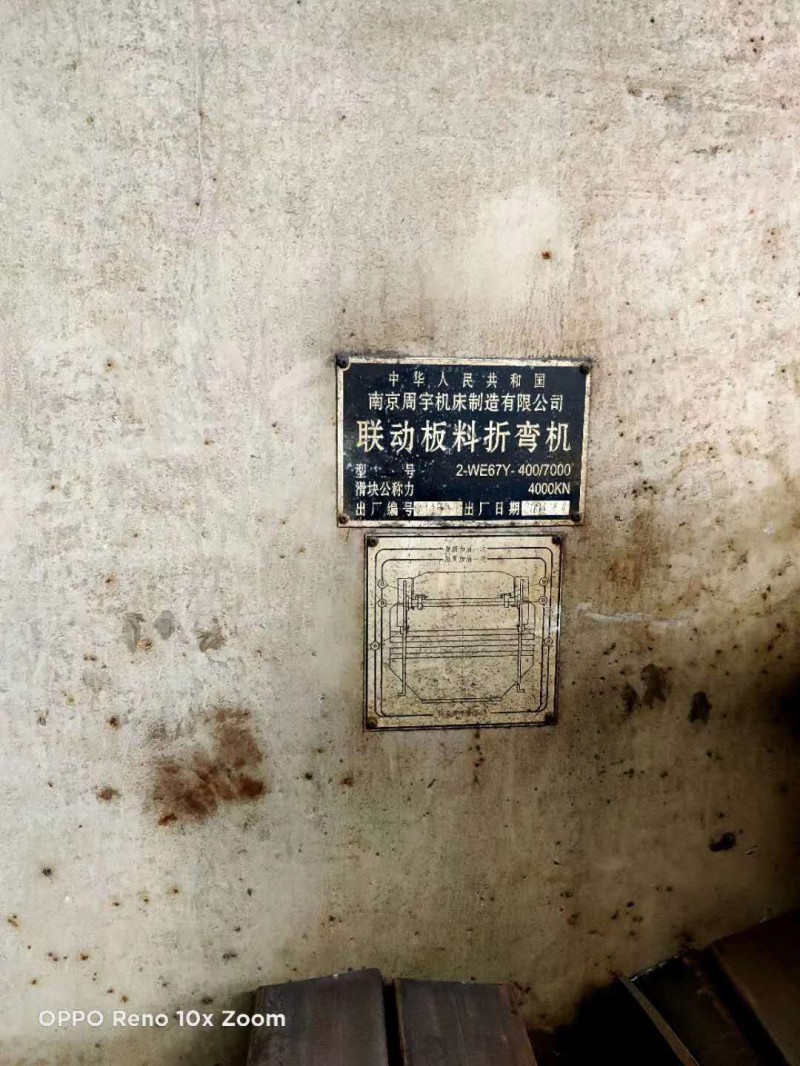 中华人民共和国
南京周宇机床制造有限公司
联动板料折弯机
型 号 2-WE67Y-400/7000
滑块公称力 4000KN
出厂编号 出厂日期
OPPO Reno 10x Zoom